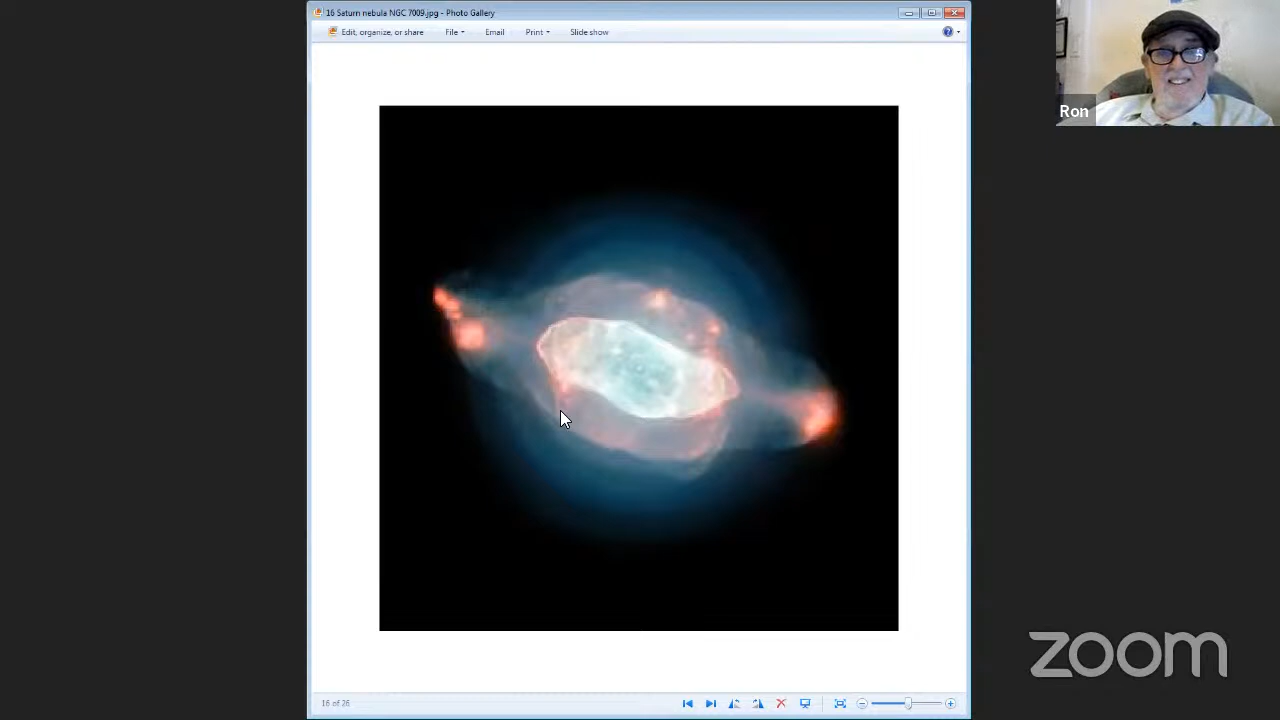 16 Saturn nebula NGC 7009.jpg - Photo Gallery
Edit, organize, or share File Email Print Slide show
Ron
zoom
16 of 26